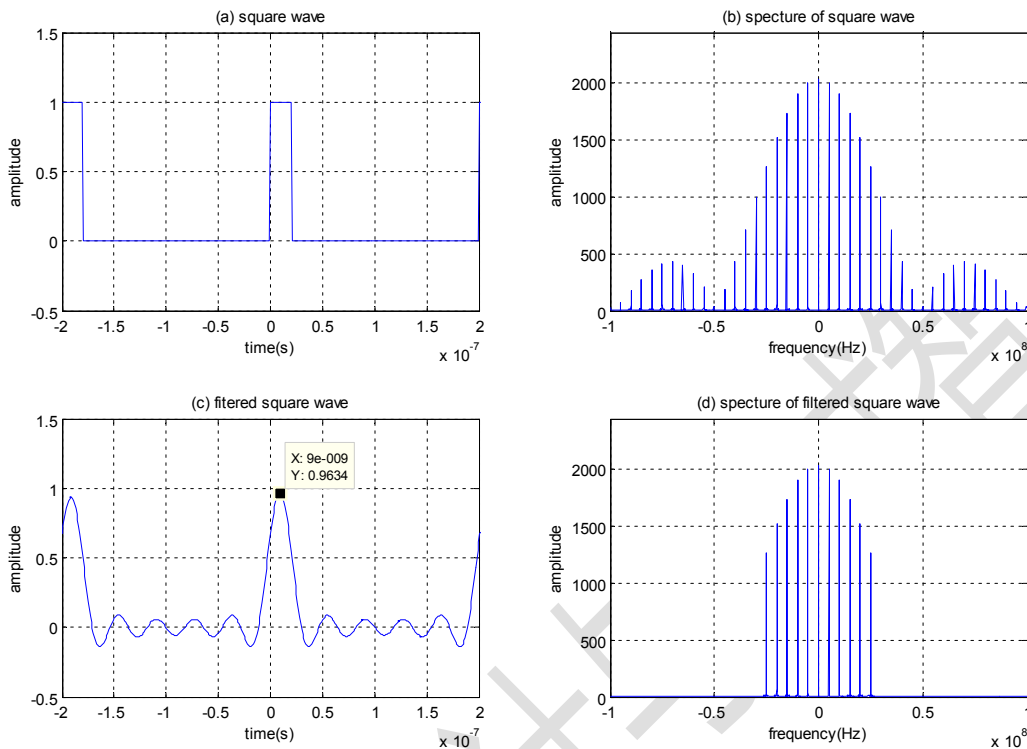 (a) square wave
1.5
1
0.5
0
-0.5
amplitude
-2 -1.5 -1 -0.5 0 0.5 1 1.5 2
time(s)
x 10^-7
(b) specture of square wave
2000
1500
1000
500
0
amplitude
-1 -0.5 0 0.5 1
frequency(Hz)
x 10^8
(c) fitered square wave
1.5
1
0.5
0
-0.5
amplitude
X: 9e-009
Y: 0.9634
-2 -1.5 -1 -0.5 0 0.5 1 1.5 2
time(s)
x 10^-7
(d) specture of filtered square wave
2000
1500
1000
500
0
amplitude
-1 -0.5 0 0.5 1
frequency(Hz)
x 10^8